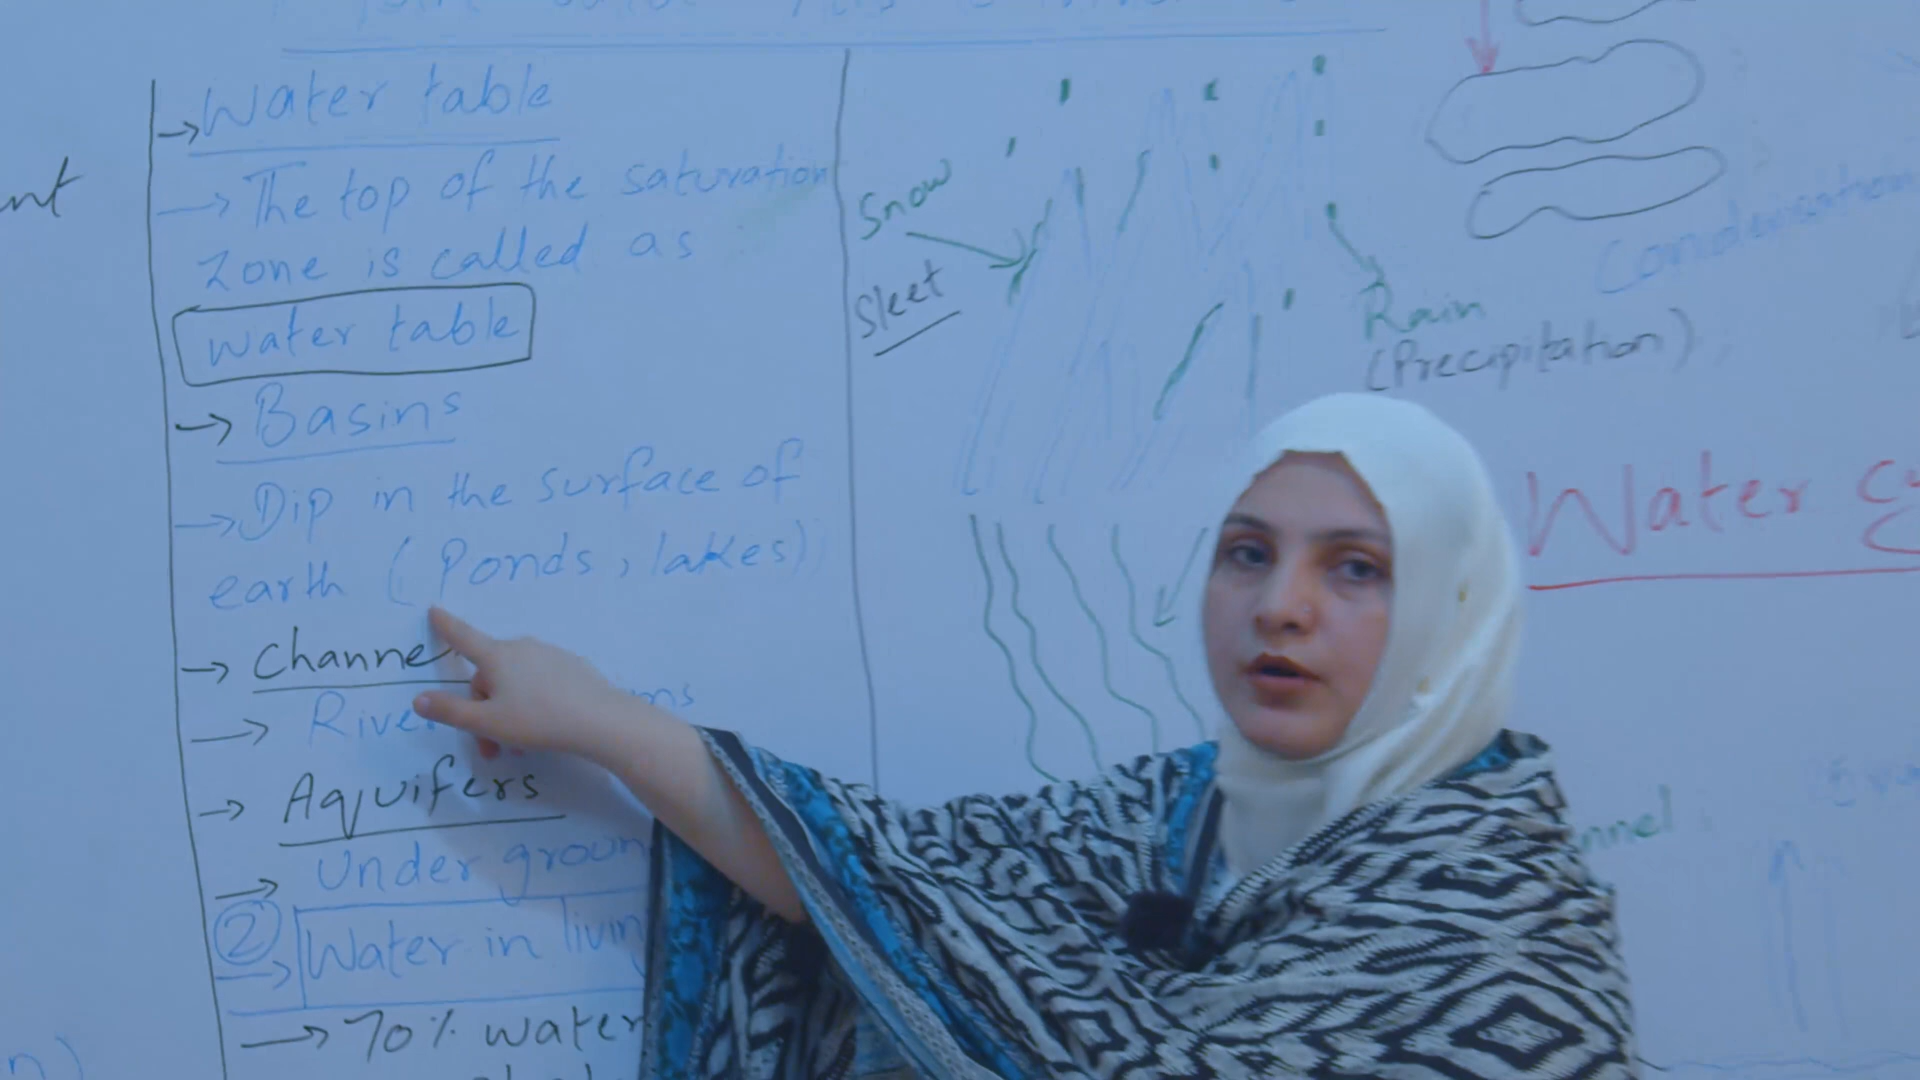 Water table
The top of the saturation
Zone is called as
water table
Basins
Dip in the surface of
earth (Ponds, lakes)
Channe
River
Aquifers
Under groun
2
Water in livin
70% water
Snow
Sleet
Rain
(Precipitation)
Condensation
Water cy
nnel